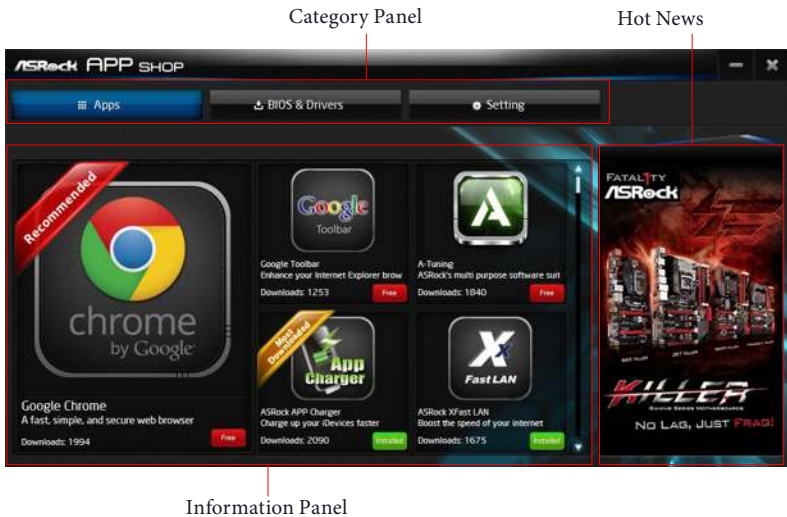 Category Panel
Hot News
ASRock APP SHOP
Apps
BIOS & Drivers
Setting
Recommended
chrome
by Google
Google Chrome
A fast, simple, and secure web browser
Downloads: 1994
Free
Google
Toolbar
Google Toolbar
Enhance your Internet Explorer brow
Downloads: 1253
Free
A
A-Tuning
ASRock's multi purpose software suit
Downloads: 1840
Free
Most
Downloaded
App
Charger
ASRock APP Charger
Charge up your iDevices faster
Downloads: 2090
Installed
X
Fast LAN
ASRock XFast LAN
Boost the speed of your internet
Downloads: 1675
Installed
FATAL1TY
ASRock
KILLER
GAMING SERIES MOTHERBOARDS
NO LAG, JUST FRAG!
Information Panel